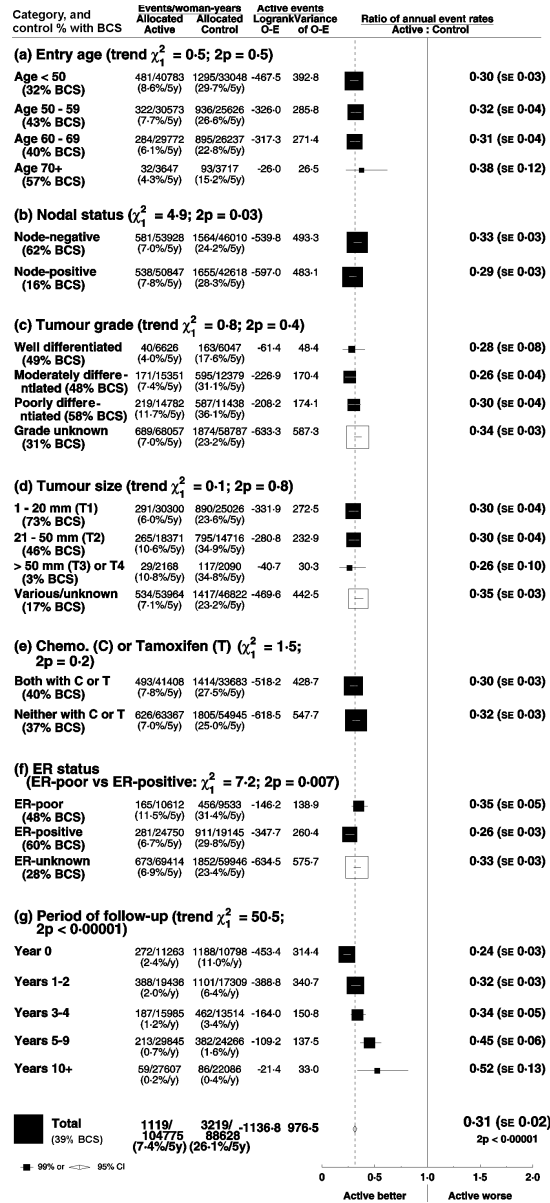 Category, and control % with BCS
Events/woman-years Active events
Allocated Active Allocated Control Logrank O-E Variance of O-E
Ratio of annual event rates
Active : Control
(a) Entry age (trend χ²₁ = 0·5; 2p = 0·5)
Age < 50 481/40783 1295/33048 -467·5 392·8 0·30 (SE 0·03)
(32% BCS) (8·6%/5y) (29·7%/5y)
Age 50 - 59 322/30573 936/25626 -326·0 285·8 0·32 (SE 0·04)
(43% BCS) (7·7%/5y) (26·6%/5y)
Age 60 - 69 284/29772 895/26237 -317·3 271·4 0·31 (SE 0·04)
(40% BCS) (6·1%/5y) (22·8%/5y)
Age 70+ 32/3647 93/3717 -26·0 26·5 0·38 (SE 0·12)
(57% BCS) (4·3%/5y) (15·2%/5y)
(b) Nodal status (χ²₁ = 4·9; 2p = 0·03)
Node-negative 581/53928 1564/46010 -539·8 493·3 0·33 (SE 0·03)
(62% BCS) (7·0%/5y) (24·2%/5y)
Node-positive 538/50847 1655/42618 -597·0 483·1 0·29 (SE 0·03)
(16% BCS) (7·8%/5y) (28·3%/5y)
(c) Tumour grade (trend χ²₁ = 0·8; 2p = 0·4)
Well differentiated 40/6626 163/6047 -61·4 48·4 0·28 (SE 0·08)
(49% BCS) (4·0%/5y) (17·6%/5y)
Moderately differe- 171/15351 595/12379 -226·9 170·4 0·26 (SE 0·04)
ntiated (48% BCS) (7·4%/5y) (31·1%/5y)
Poorly differe- 219/14782 587/11438 -208·2 174·1 0·30 (SE 0·04)
ntiated (58% BCS) (11·7%/5y) (36·1%/5y)
Grade unknown 689/68057 1874/58787 -633·3 587·3 0·34 (SE 0·03)
(31% BCS) (7·0%/5y) (23·2%/5y)
(d) Tumour size (trend χ²₁ = 0·1; 2p = 0·8)
1 - 20 mm (T1) 291/30300 890/25026 -331·9 272·5 0·30 (SE 0·04)
(73% BCS) (6·0%/5y) (23·6%/5y)
21 - 50 mm (T2) 265/18371 795/14716 -280·8 232·9 0·30 (SE 0·04)
(46% BCS) (10·6%/5y) (34·9%/5y)
> 50 mm (T3) or T4 29/2168 117/2090 -40·7 30·3 0·26 (SE 0·10)
(3% BCS) (10·8%/5y) (34·8%/5y)
Various/unknown 534/53964 1417/46822 -469·6 442·5 0·35 (SE 0·03)
(17% BCS) (7·1%/5y) (23·2%/5y)
(e) Chemo. (C) or Tamoxifen (T) (χ²₁ = 1·5;
2p = 0·2)
Both with C or T 493/41408 1414/33683 -518·2 428·7 0·30 (SE 0·03)
(40% BCS) (7·8%/5y) (27·5%/5y)
Neither with C or T 626/63367 1805/54945 -618·5 547·7 0·32 (SE 0·03)
(37% BCS) (7·0%/5y) (25·0%/5y)
(f) ER status
(ER-poor vs ER-positive: χ²₁ = 7·2; 2p = 0·007)
ER-poor 165/10612 456/9533 -146·2 138·9 0·35 (SE 0·05)
(48% BCS) (11·5%/5y) (31·4%/5y)
ER-positive 281/24750 911/19145 -347·7 260·4 0·26 (SE 0·03)
(60% BCS) (6·7%/5y) (29·8%/5y)
ER-unknown 673/69414 1852/59946 -634·5 575·7 0·33 (SE 0·03)
(28% BCS) (6·9%/5y) (23·4%/5y)
(g) Period of follow-up (trend χ²₁ = 50·5;
2p < 0·00001)
Year 0 272/11263 1188/10798 -453·4 314·4 0·24 (SE 0·03)
(2·4%/y) (11·0%/y)
Years 1-2 388/19436 1101/17309 -388·8 340·7 0·32 (SE 0·03)
(2·0%/y) (6·4%/y)
Years 3-4 187/15985 462/13514 -164·0 150·8 0·34 (SE 0·05)
(1·2%/y) (3·4%/y)
Years 5-9 213/29845 382/24266 -109·2 137·5 0·45 (SE 0·06)
(0·7%/y) (1·6%/y)
Years 10+ 59/27607 86/22086 -21·4 33·0 0·52 (SE 0·13)
(0·2%/y) (0·4%/y)
Total 1119/ 3219/ -1136·8 976·5 0·31 (SE 0·02)
(39% BCS) 104775 88628 2p < 0·00001
(7·4%/5y) (26·1%/5y)
99% or 95% CI
0 0·5 1·0 1·5 2·0
Active better Active worse